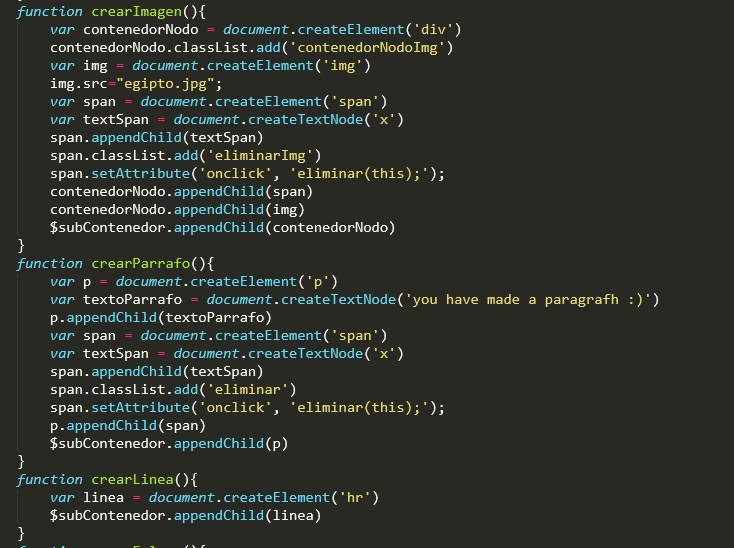 function crearImagen(){
    var contenedorNodo = document.createElement('div')
    contenedorNodo.classList.add('contenedorNodoImg')
    var img = document.createElement('img')
    img.src="egipto.jpg";
    var span = document.createElement('span')
    var textSpan = document.createTextNode('x')
    span.appendChild(textSpan)
    span.classList.add('eliminarImg')
    span.setAttribute('onclick', 'eliminar(this);');
    contenedorNodo.appendChild(span)
    contenedorNodo.appendChild(img)
    $subContenedor.appendChild(contenedorNodo)
}
function crearParrafo(){
    var p = document.createElement('p')
    var textoParrafo = document.createTextNode('you have made a paragrafh :)')
    p.appendChild(textoParrafo)
    var span = document.createElement('span')
    var textSpan = document.createTextNode('x')
    span.appendChild(textSpan)
    span.classList.add('eliminar')
    span.setAttribute('onclick', 'eliminar(this);');
    p.appendChild(span)
    $subContenedor.appendChild(p)
}
function crearLinea(){
    var linea = document.createElement('hr')
    $subContenedor.appendChild(linea)
}